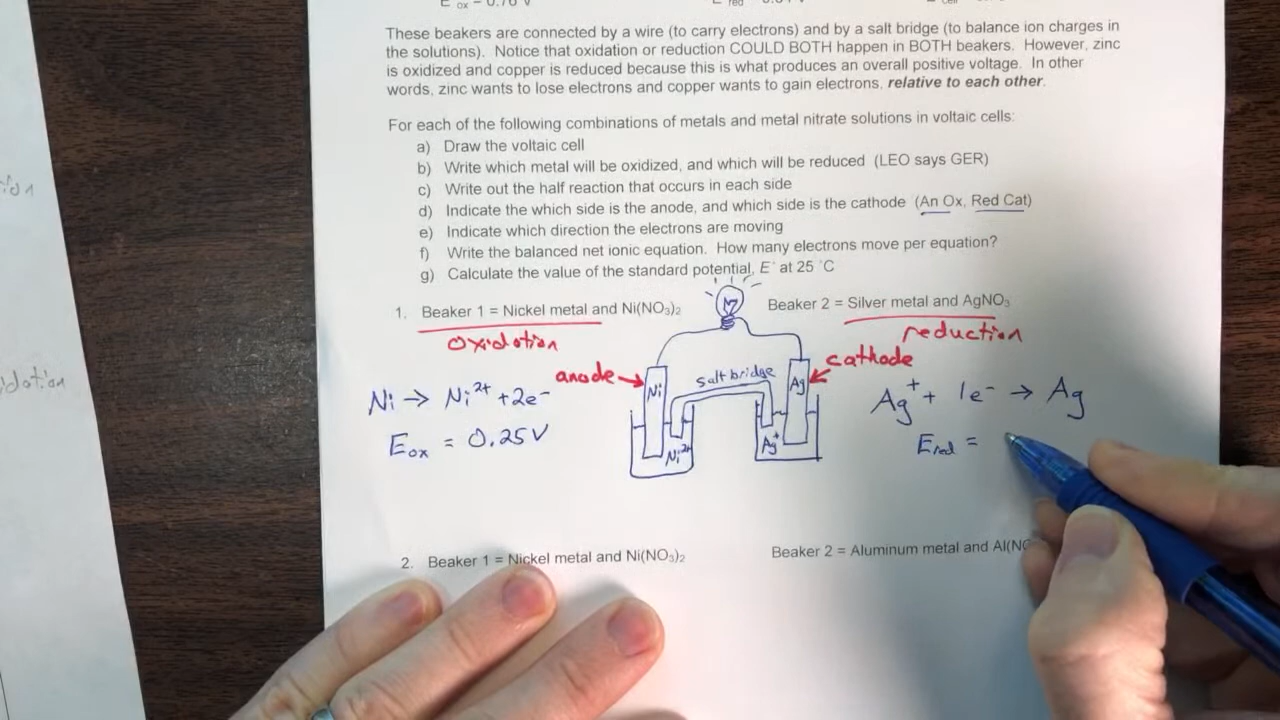 E ox = 0.76 V
These beakers are connected by a wire (to carry electrons) and by a salt bridge (to balance ion charges in
the solutions). Notice that oxidation or reduction COULD BOTH happen in BOTH beakers. However, zinc
is oxidized and copper is reduced because this is what produces an overall positive voltage. In other
words, zinc wants to lose electrons and copper wants to gain electrons, relative to each other.
For each of the following combinations of metals and metal nitrate solutions in voltaic cells:
a) Draw the voltaic cell
b) Write which metal will be oxidized, and which will be reduced (LEO says GER)
c) Write out the half reaction that occurs in each side
d) Indicate the which side is the anode, and which side is the cathode (An Ox, Red Cat)
e) Indicate which direction the electrons are moving
f) Write the balanced net ionic equation. How many electrons move per equation?
g) Calculate the value of the standard potential, E° at 25 °C
1. Beaker 1 = Nickel metal and Ni(NO₃)₂ Beaker 2 = Silver metal and AgNO₃
oxidation reduction
anode cathode
salt bridge
Ni Ag
Ni → Ni²⁺ + 2e⁻ Ag⁺ + 1e⁻ → Ag
Eox = 0.25V Ered =
Ni²⁺ Ag⁺
2. Beaker 1 = Nickel metal and Ni(NO₃)₂ Beaker 2 = Aluminum metal and Al(NO